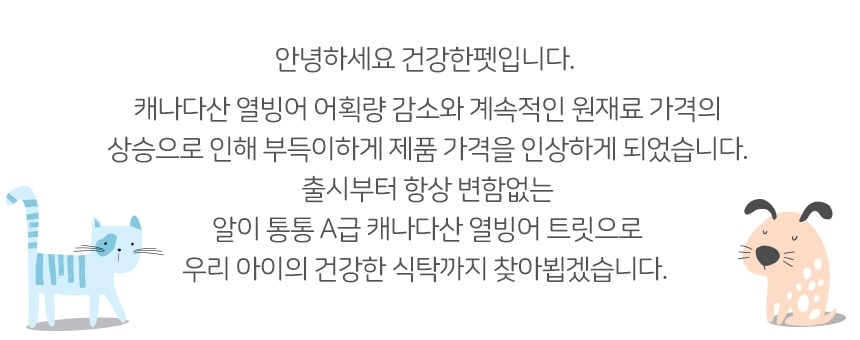 안녕하세요 건강한펫입니다.
캐나다산 열빙어 어획량 감소와 계속적인 원재료 가격의
상승으로 인해 부득이하게 제품 가격을 인상하게 되었습니다.
출시부터 항상 변함없는
알이 통통 A급 캐나다산 열빙어 트릿으로
우리 아이의 건강한 식탁까지 찾아뵙겠습니다.